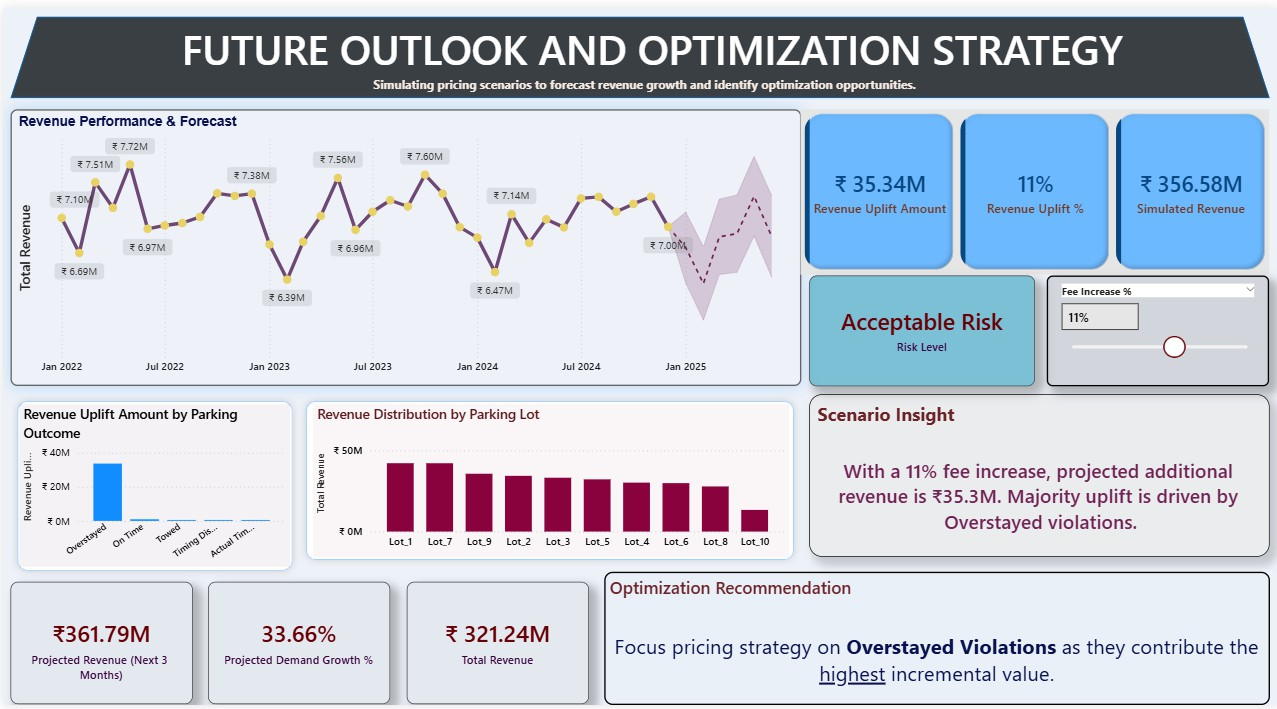 FUTURE OUTLOOK AND OPTIMIZATION STRATEGY
Simulating pricing scenarios to forecast revenue growth and identify optimization opportunities.
Revenue Performance & Forecast
Total Revenue
₹ 7.10M
₹ 6.69M
₹ 7.51M
₹ 7.72M
₹ 6.97M
₹ 7.38M
₹ 6.39M
₹ 7.56M
₹ 6.96M
₹ 7.60M
₹ 6.47M
₹ 7.14M
₹ 7.00M
Jan 2022
Jul 2022
Jan 2023
Jul 2023
Jan 2024
Jul 2024
Jan 2025
₹ 35.34M
Revenue Uplift Amount
11%
Revenue Uplift %
₹ 356.58M
Simulated Revenue
Acceptable Risk
Risk Level
Fee Increase %
11%
Revenue Uplift Amount by Parking
Outcome
Revenue Upli...
₹ 40M
₹ 20M
₹ 0M
Overstayed
On Time
Towed
Timing Dis...
Actual Tim...
Revenue Distribution by Parking Lot
Total Revenue
₹ 50M
₹ 0M
Lot_1
Lot_7
Lot_9
Lot_2
Lot_3
Lot_5
Lot_4
Lot_6
Lot_8
Lot_10
Scenario Insight
With a 11% fee increase, projected additional
revenue is ₹35.3M. Majority uplift is driven by
Overstayed violations.
₹361.79M
Projected Revenue (Next 3
Months)
33.66%
Projected Demand Growth %
₹ 321.24M
Total Revenue
Optimization Recommendation
Focus pricing strategy on Overstayed Violations as they contribute the
highest incremental value.